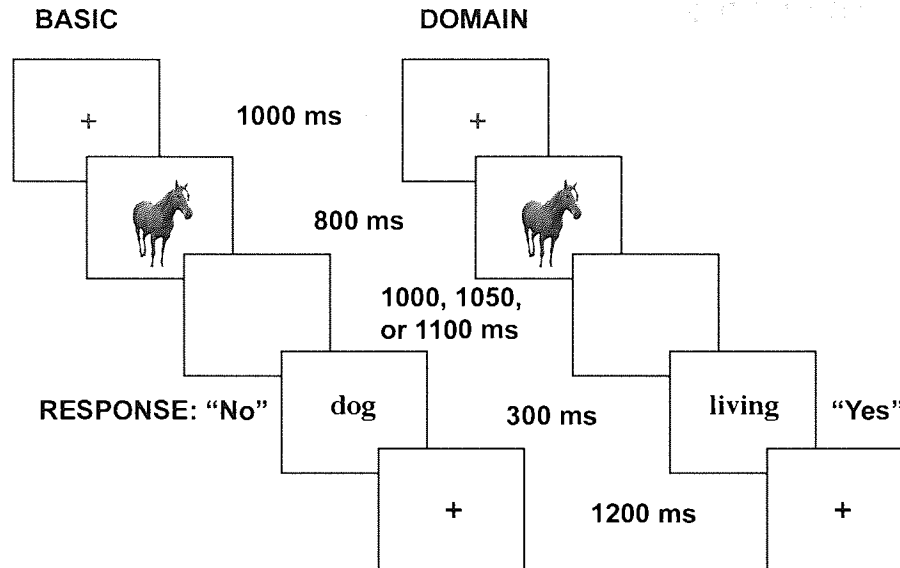 BASIC
DOMAIN
1000 ms
800 ms
1000, 1050,
or 1100 ms
RESPONSE: “No”
dog
300 ms
living
“Yes”
1200 ms